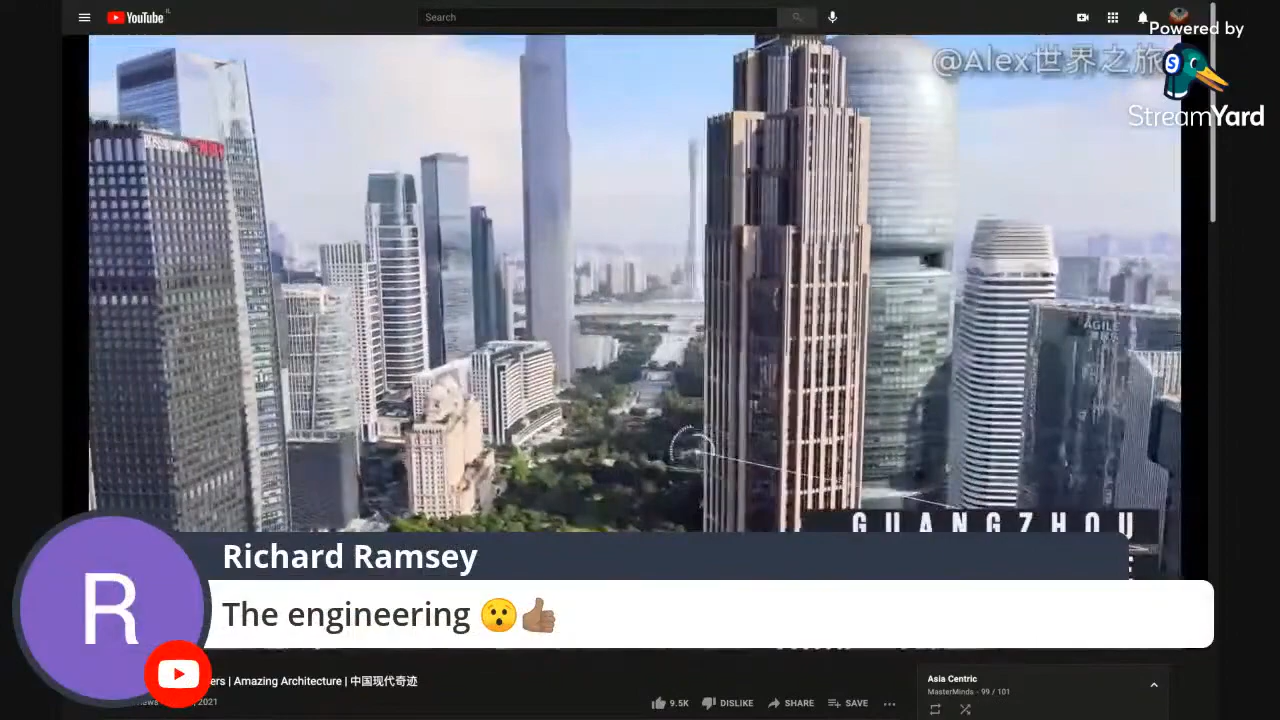 YouTube
IL
Search
Powered by
@Alex世界之旅
StreamYard
AGILE
GUANGZHOU
Richard Ramsey
R
The engineering 😯👍🏽
ers | Amazing Architecture | 中国现代奇迹
2021
9.5K
DISLIKE
SHARE
SAVE
Asia Centric
MasterMinds - 99 / 101